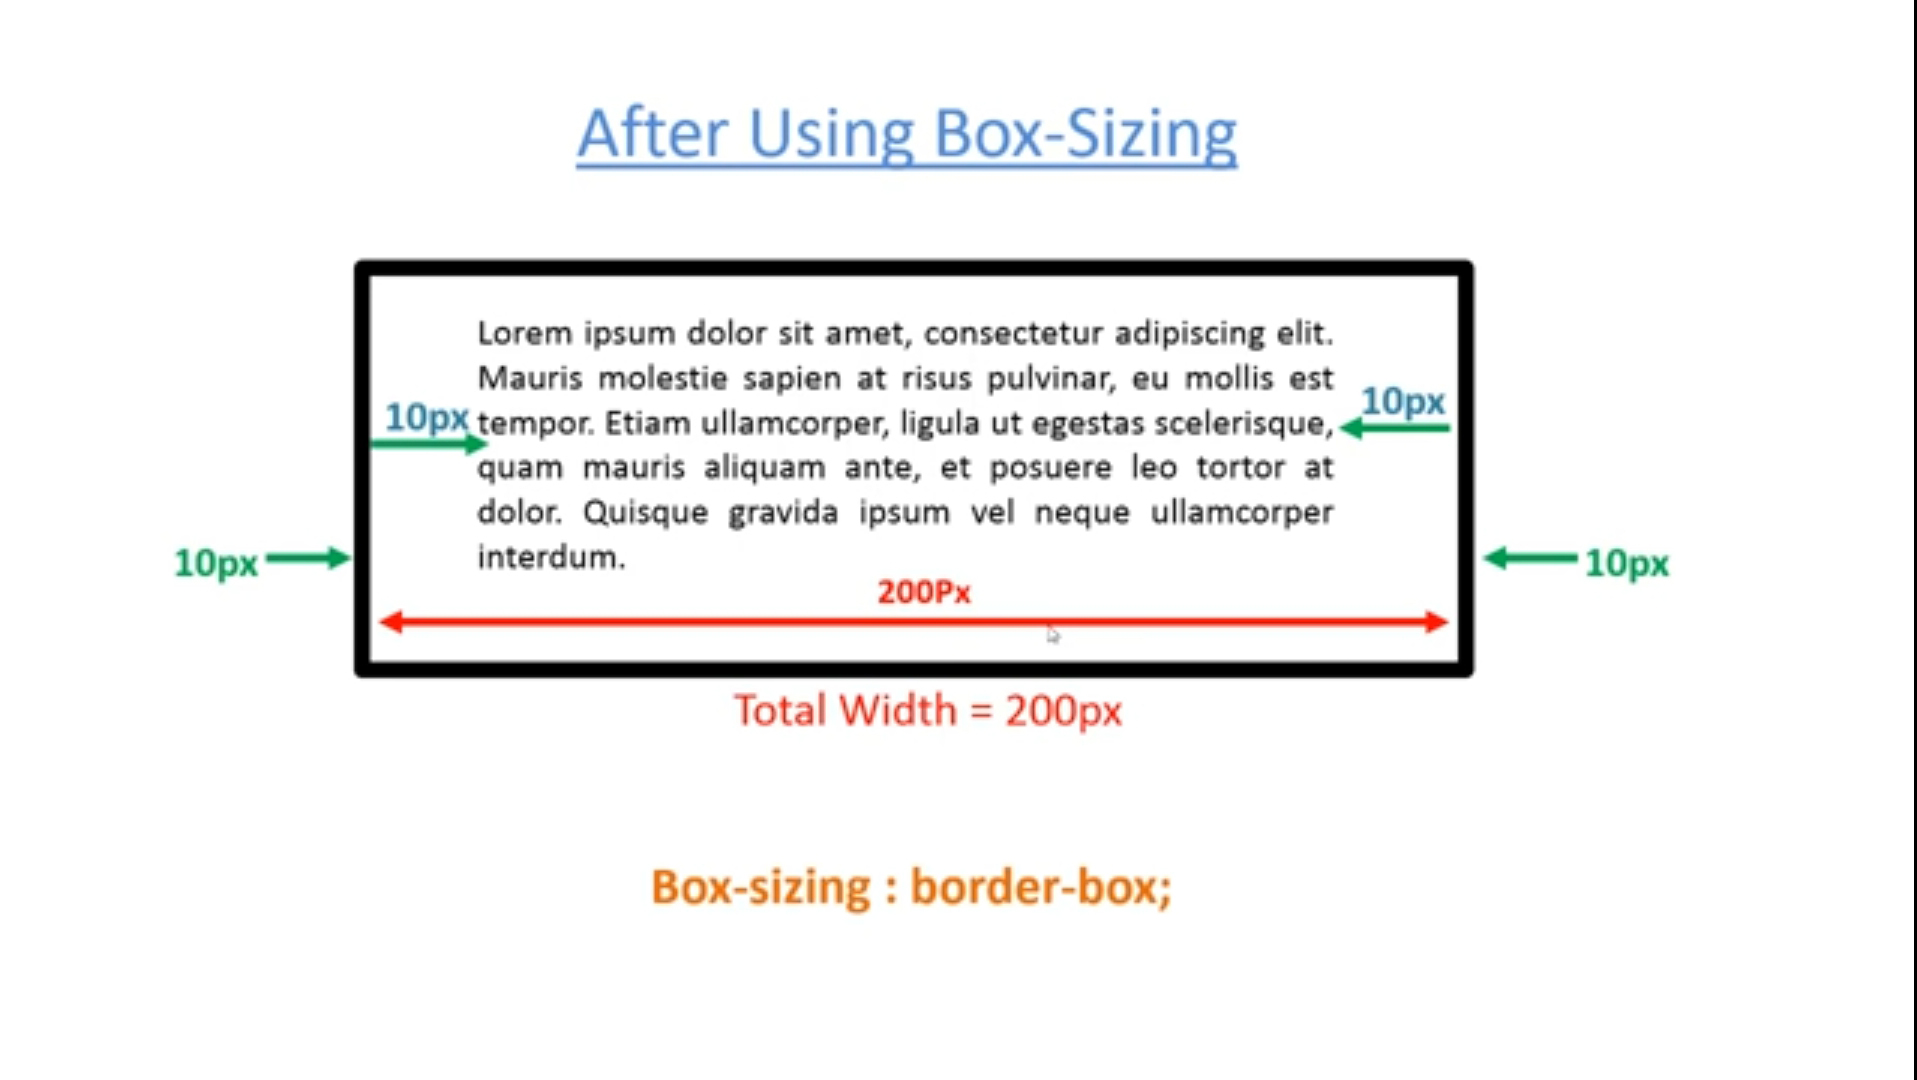 After Using Box-Sizing
Lorem ipsum dolor sit amet, consectetur adipiscing elit.
Mauris molestie sapien at risus pulvinar, eu mollis est
10px
10px
tempor. Etiam ullamcorper, ligula ut egestas scelerisque,
quam mauris aliquam ante, et posuere leo tortor at
dolor. Quisque gravida ipsum vel neque ullamcorper
interdum.
10px
10px
200Px
Total Width = 200px
Box-sizing : border-box;